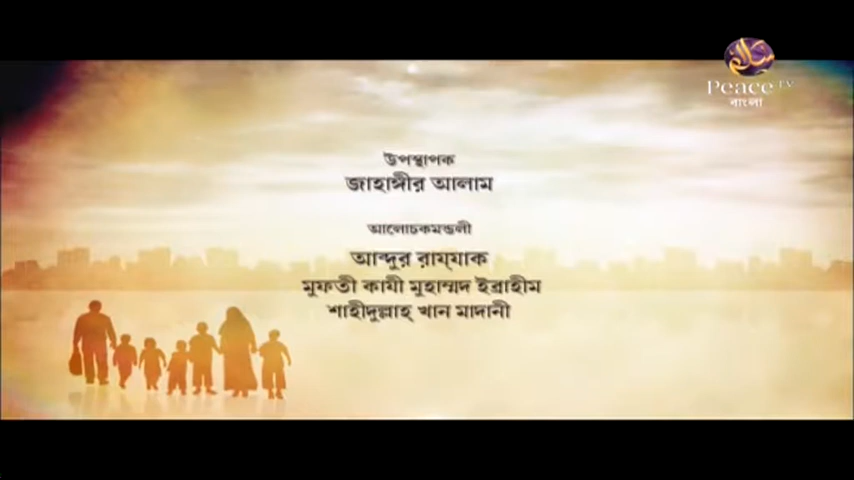 Peace TV
বাংলা
উপস্থাপক
জাহাঙ্গীর আলাম
আলোচকমন্ডলী
আব্দুর রায্যাক
মুফতী কাযী মুহাম্মদ ইব্রাহীম
শাহীদুল্লাহ্ খান মাদানী